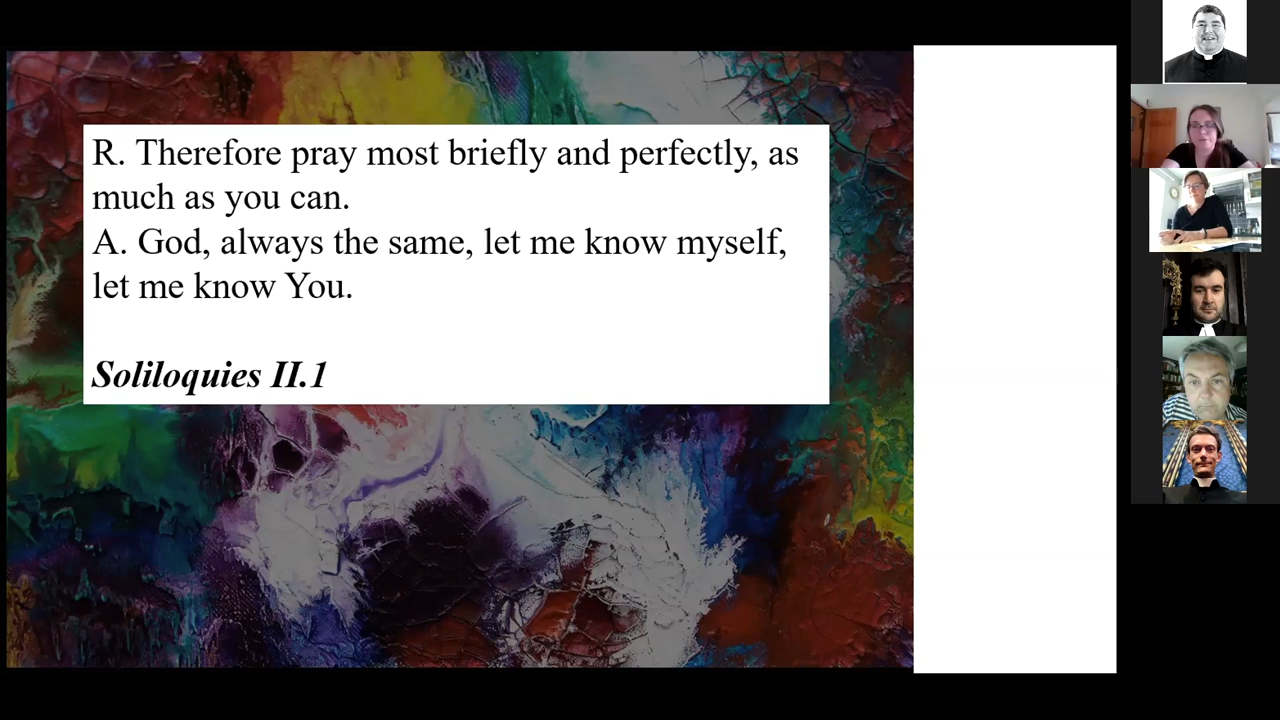 R. Therefore pray most briefly and perfectly, as
much as you can.
A. God, always the same, let me know myself,
let me know You.
Soliloquies II.1